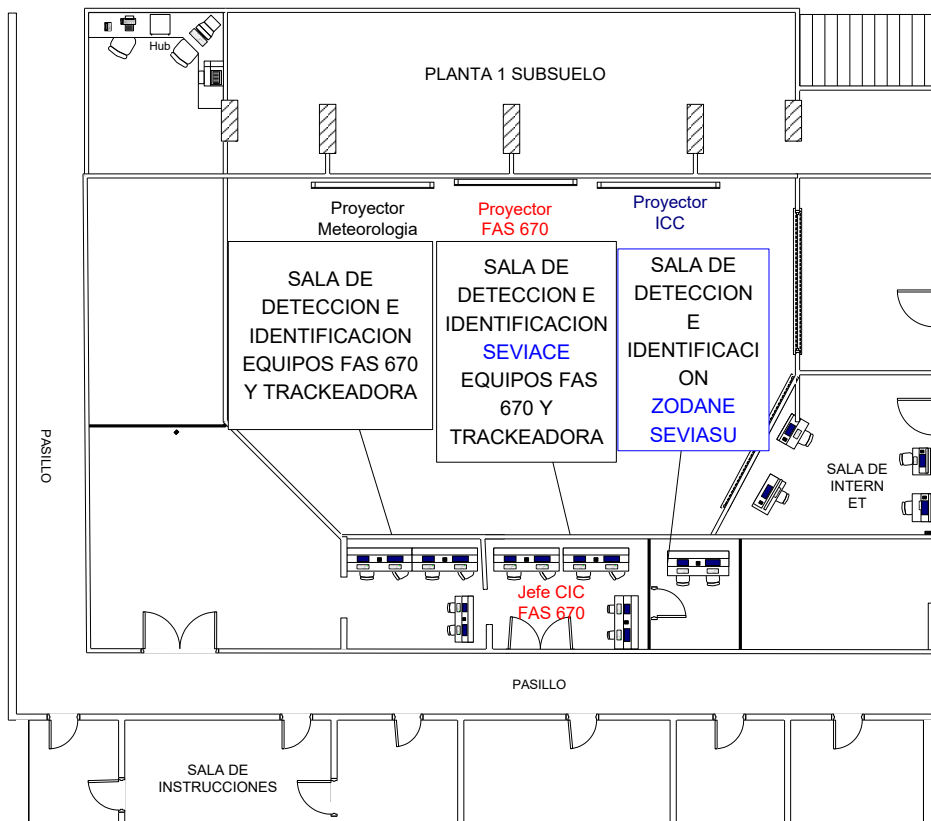 Hub
PLANTA 1 SUBSUELO
Proyector
Meteorologia
Proyector
FAS 670
Proyector
ICC
SALA DE
DETECCION E
IDENTIFICACION
EQUIPOS FAS 670
Y TRACKEADORA
SALA DE
DETECCION E
IDENTIFICACION
SEVIACE
EQUIPOS FAS
670 Y
TRACKEADORA
SALA DE
DETECCION
E
IDENTIFICACI
ON
ZODANE
SEVIASU
PASILLO
SALA DE
INTERN
ET
Jefe CIC
FAS 670
PASILLO
SALA DE
INSTRUCCIONES